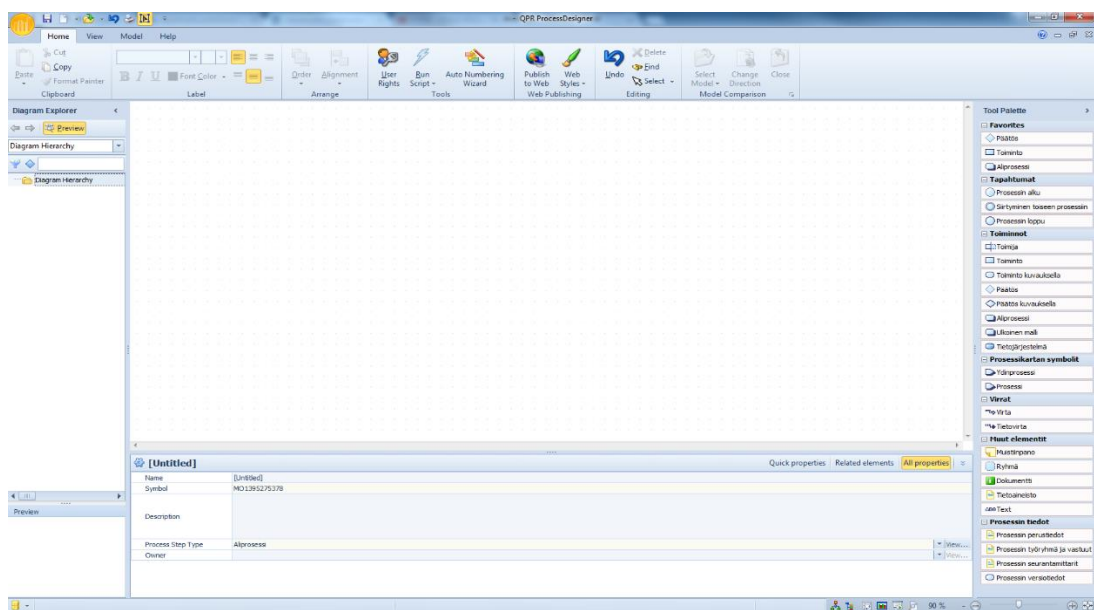 QPR ProcessDesigner
Home View Model Help
Paste Cut Copy Format Painter
Clipboard
B I U Font Color
Label
Order Alignment
Arrange
User Rights Run Script Auto Numbering Wizard
Tools
Publish to Web Web Styles
Web Publishing
Undo Delete Find Select
Editing
Select Model Change Direction Close
Model Comparison
Diagram Explorer
Preview
Diagram Hierarchy
Diagram Hierarchy
Preview
[Untitled]
Quick properties Related elements All properties
Name [Untitled]
Symbol MO1395275378
Description
Process Step Type Aliprosessi View...
Owner View...
Tool Palette
Favorites
Päätös
Toiminto
Aliprosessi
Tapahtumat
Prosessin alku
Siirtyminen toiseen prosessiin
Prosessin loppu
Toiminnot
Toimija
Toiminto
Toiminto kuvauksella
Päätös
Päätös kuvauksella
Aliprosessi
Ulkoinen malli
Tietojärjestelmä
Prosessikartan symbolit
Ydinprosessi
Prosessi
Virrat
Virta
Tietovirta
Muut elementit
Muistiinpano
Ryhmä
Dokumentti
Tietoaineisto
Text
Prosessin tiedot
Prosessin perustiedot
Prosessin työryhmä ja vastuut
Prosessin seurantamittarit
Prosessin versiotiedot
90 %